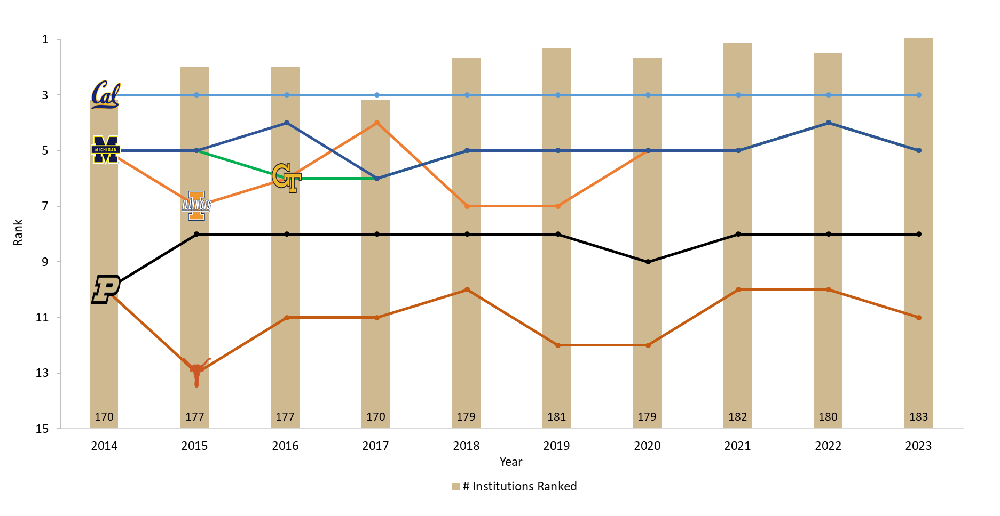 1
3
5
7
9
11
13
15
Rank
Cal
MICHIGAN
ILLINOIS
GT
P
170 177 177 170 179 181 179 182 180 183
2014 2015 2016 2017 2018 2019 2020 2021 2022 2023
Year
# Institutions Ranked